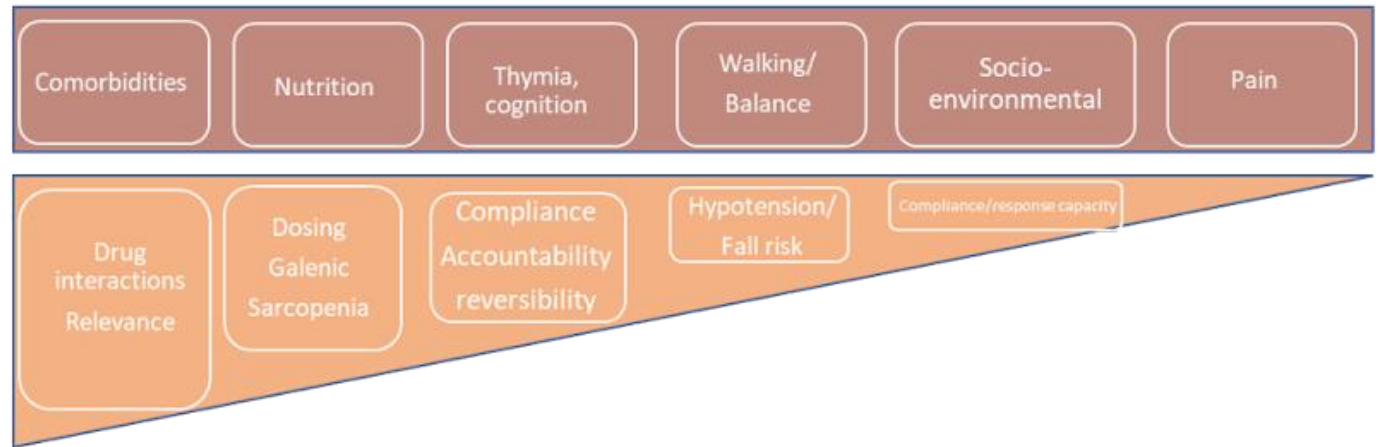 Comorbidities
Nutrition
Thymia,
cognition
Walking/
Balance
Socio-
environmental
Pain
Drug
interactions
Relevance
Dosing
Galenic
Sarcopenia
Compliance
Accountability
reversibility
Hypotension/
Fall risk
Compliance/response capacity